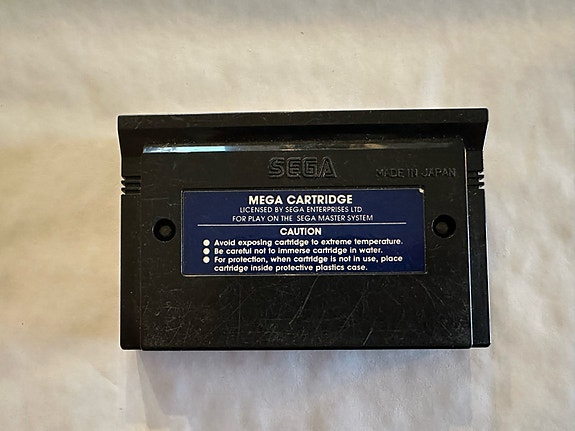 SEGA
MADE IN JAPAN
MEGA CARTRIDGE
LICENSED BY SEGA ENTERPRISES LTD
FOR PLAY ON THE SEGA MASTER SYSTEM
CAUTION
● Avoid exposing cartridge to extreme temperature.
● Be careful not to immerse cartridge in water.
● For protection, when cartridge is not in use, place
cartridge inside protective plastics case.